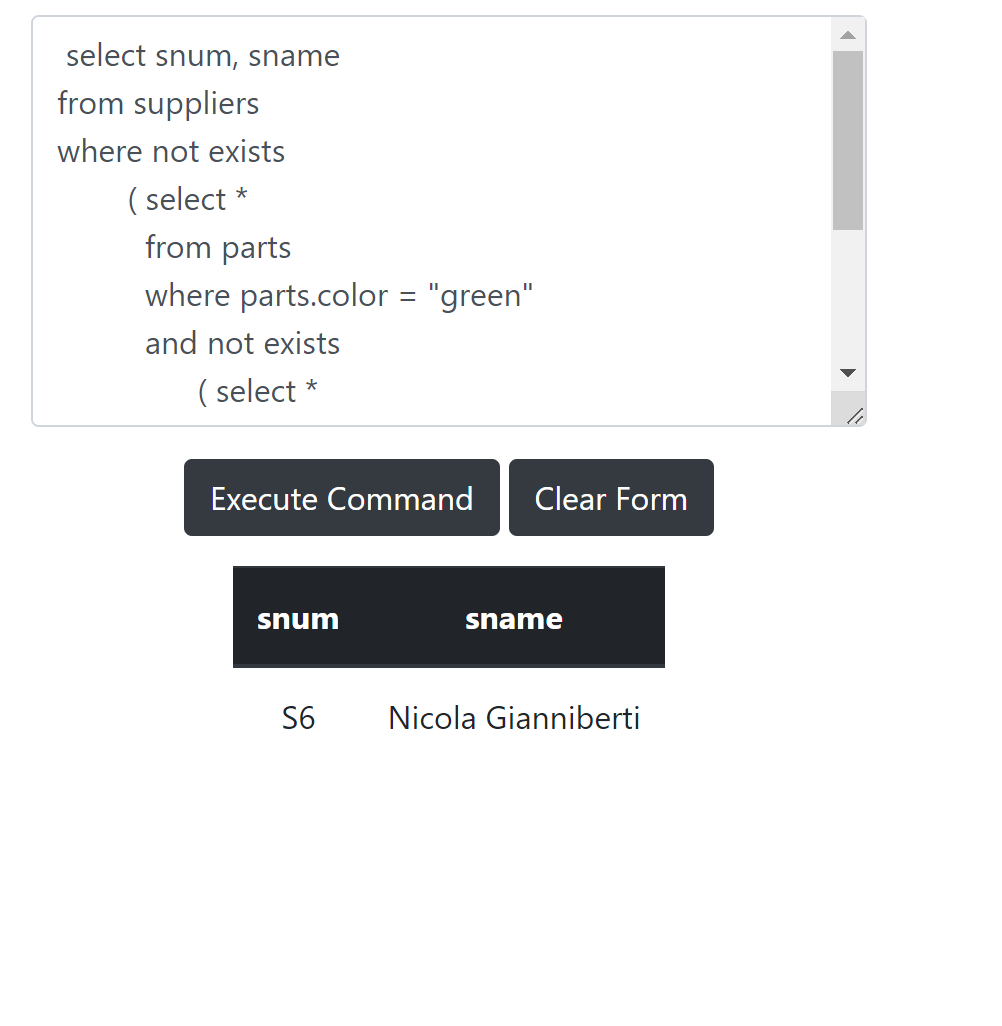 select snum, sname
from suppliers
where not exists
( select *
from parts
where parts.color = "green"
and not exists
( select *
Execute Command Clear Form
snum sname
S6 Nicola Gianniberti